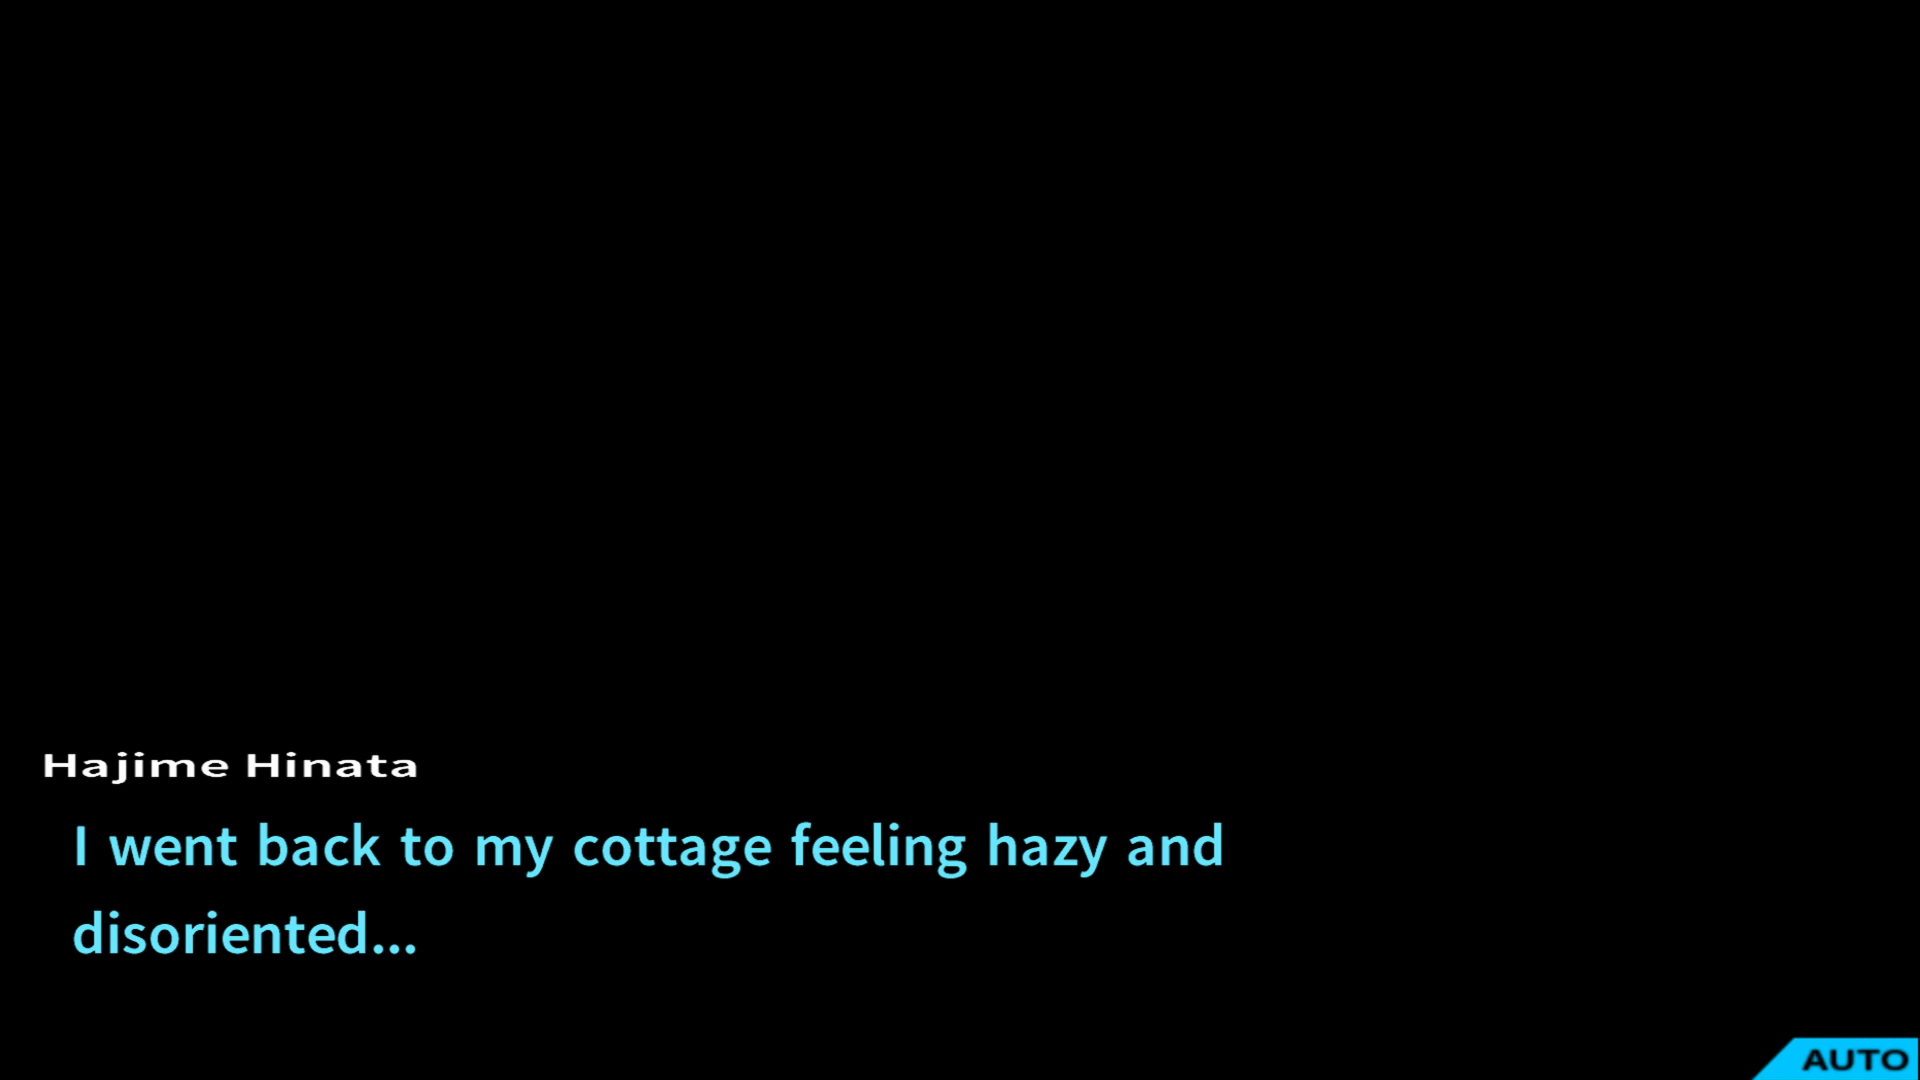 Hajime Hinata
I went back to my cottage feeling hazy and
disoriented...
AUTO